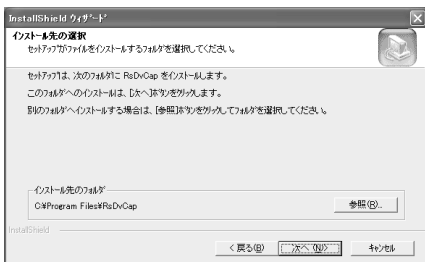 InstallShield ウィザード
インストール先の選択
セットアップがファイルをインストールするフォルダを選択してください。
セットアップは、次のフォルダに RsDvCap をインストールします。
このフォルダへのインストールは、[次へ]ボタンをクリックします。
別のフォルダへインストールする場合は、[参照]ボタンをクリックしてフォルダを選択してください。
インストール先のフォルダ
C:¥Program Files¥RsDvCap
参照(R)...
InstallShield
< 戻る(B)
次へ(N)>
キャンセル